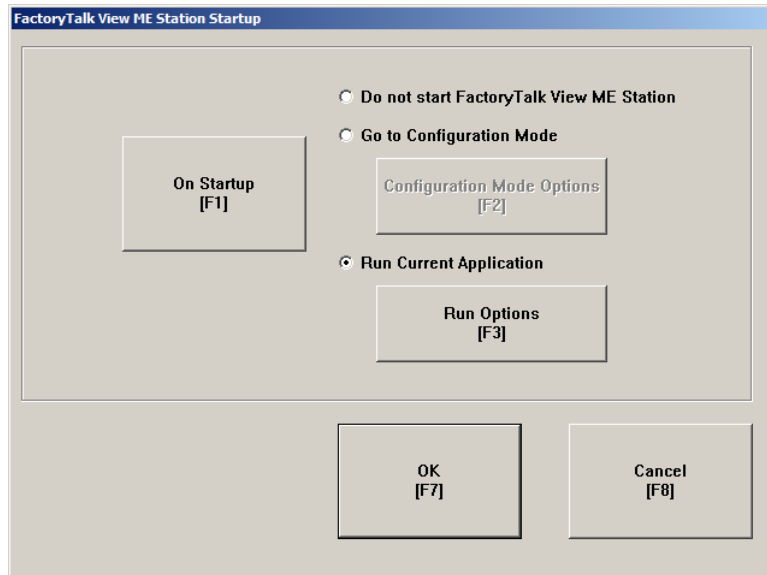 FactoryTalk View ME Station Startup
Do not start FactoryTalk View ME Station
Go to Configuration Mode
On Startup
[F1]
Configuration Mode Options
[F2]
Run Current Application
Run Options
[F3]
OK
[F7]
Cancel
[F8]